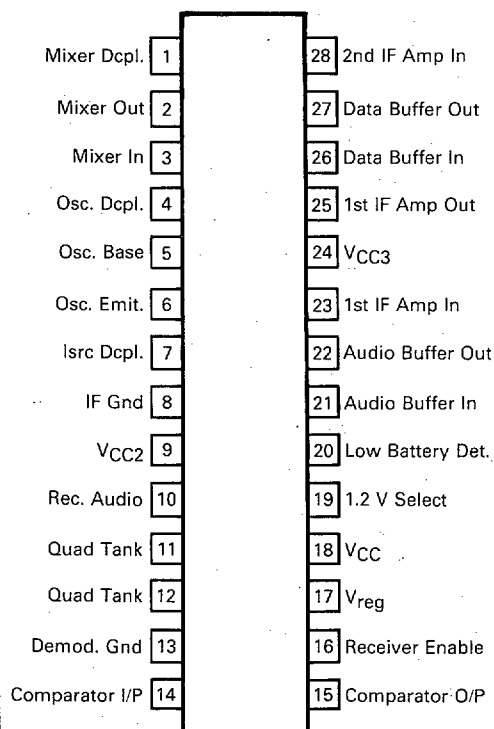 Mixer Dcpl. 1 28 2nd IF Amp In
Mixer Out 2 27 Data Buffer Out
Mixer In 3 26 Data Buffer In
Osc. Dcpl. 4 25 1st IF Amp Out
Osc. Base 5 24 VCC3
Osc. Emit. 6 23 1st IF Amp In
Isrc Dcpl. 7 22 Audio Buffer Out
IF Gnd 8 21 Audio Buffer In
VCC2 9 20 Low Battery Det.
Rec. Audio 10 19 1.2 V Select
Quad Tank 11 18 VCC
Quad Tank 12 17 Vreg
Demod. Gnd 13 16 Receiver Enable
Comparator I/P 14 15 Comparator O/P